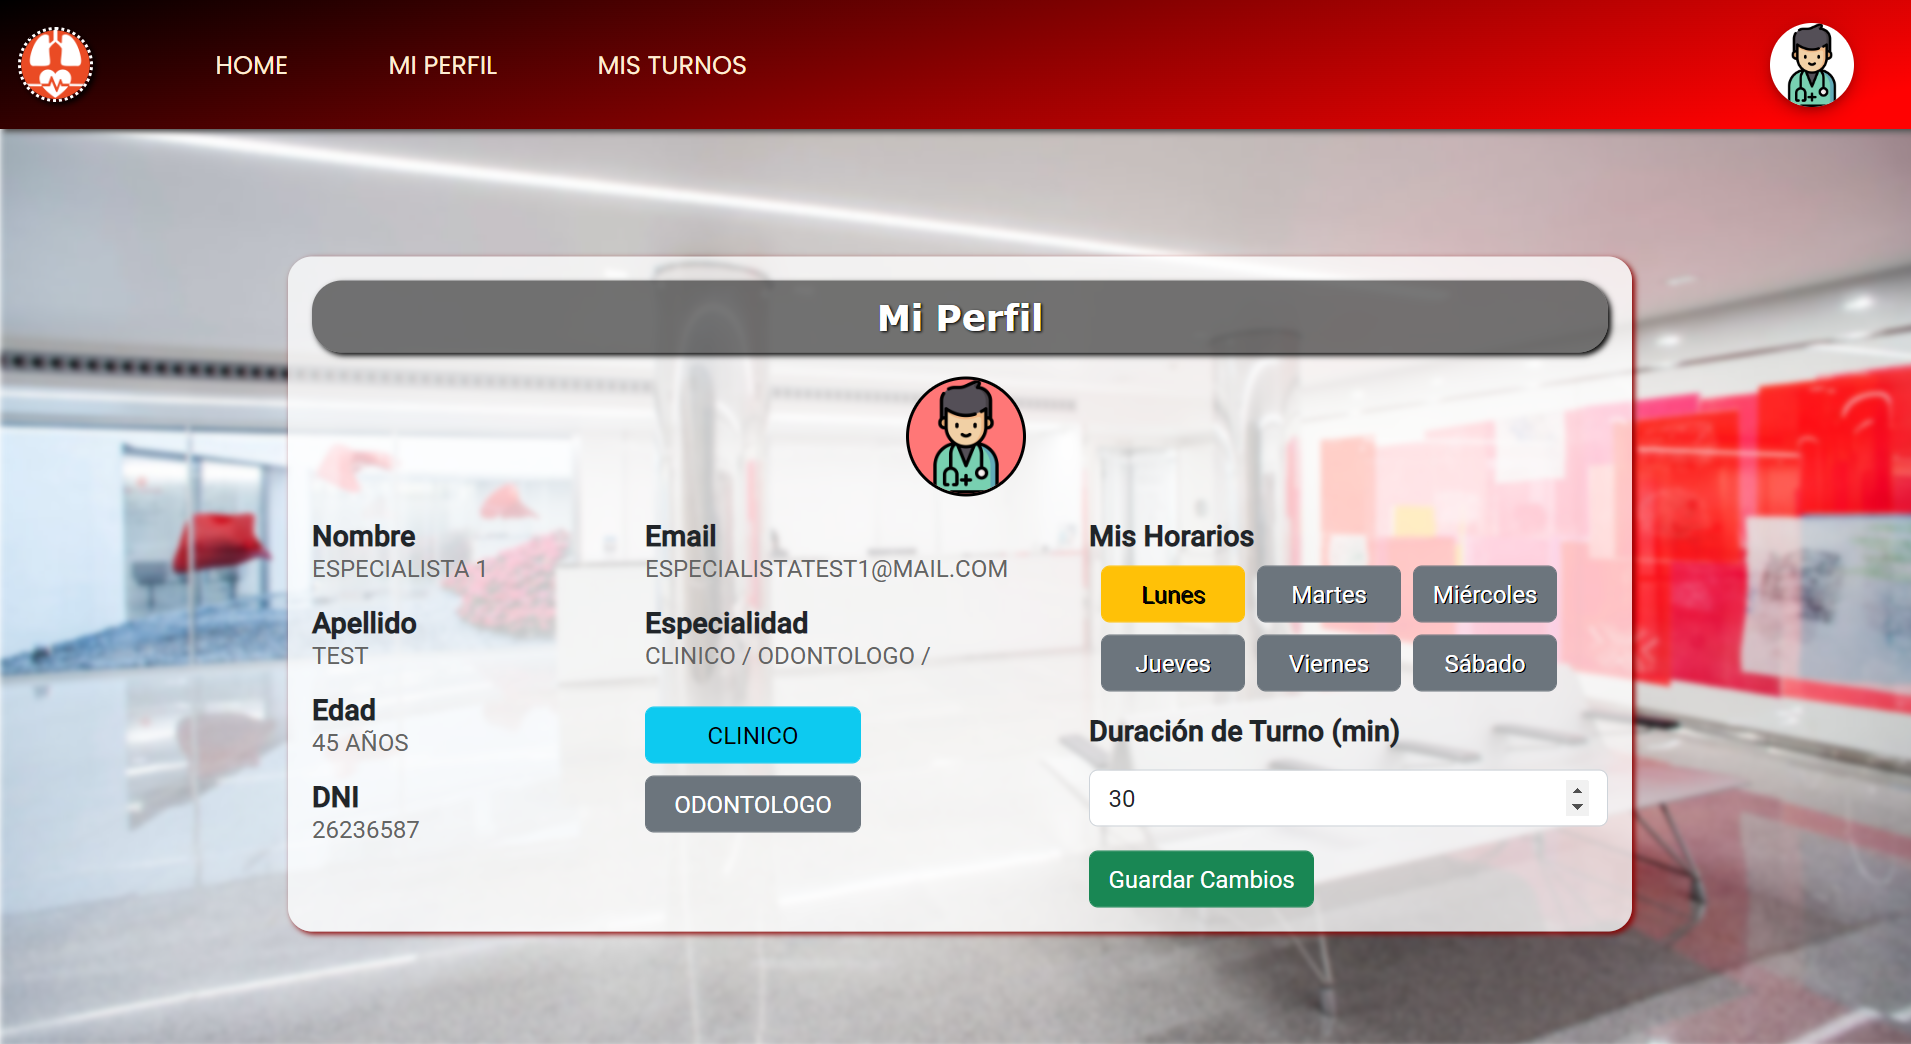 HOME
MI PERFIL
MIS TURNOS
Mi Perfil
Nombre
ESPECIALISTA 1
Apellido
TEST
Edad
45 AÑOS
DNI
26236587
Email
ESPECIALISTATEST1@MAIL.COM
Especialidad
CLINICO / ODONTOLOGO /
CLINICO
ODONTOLOGO
Mis Horarios
Lunes Martes Miércoles
Jueves Viernes Sábado
Duración de Turno (min)
30
Guardar Cambios